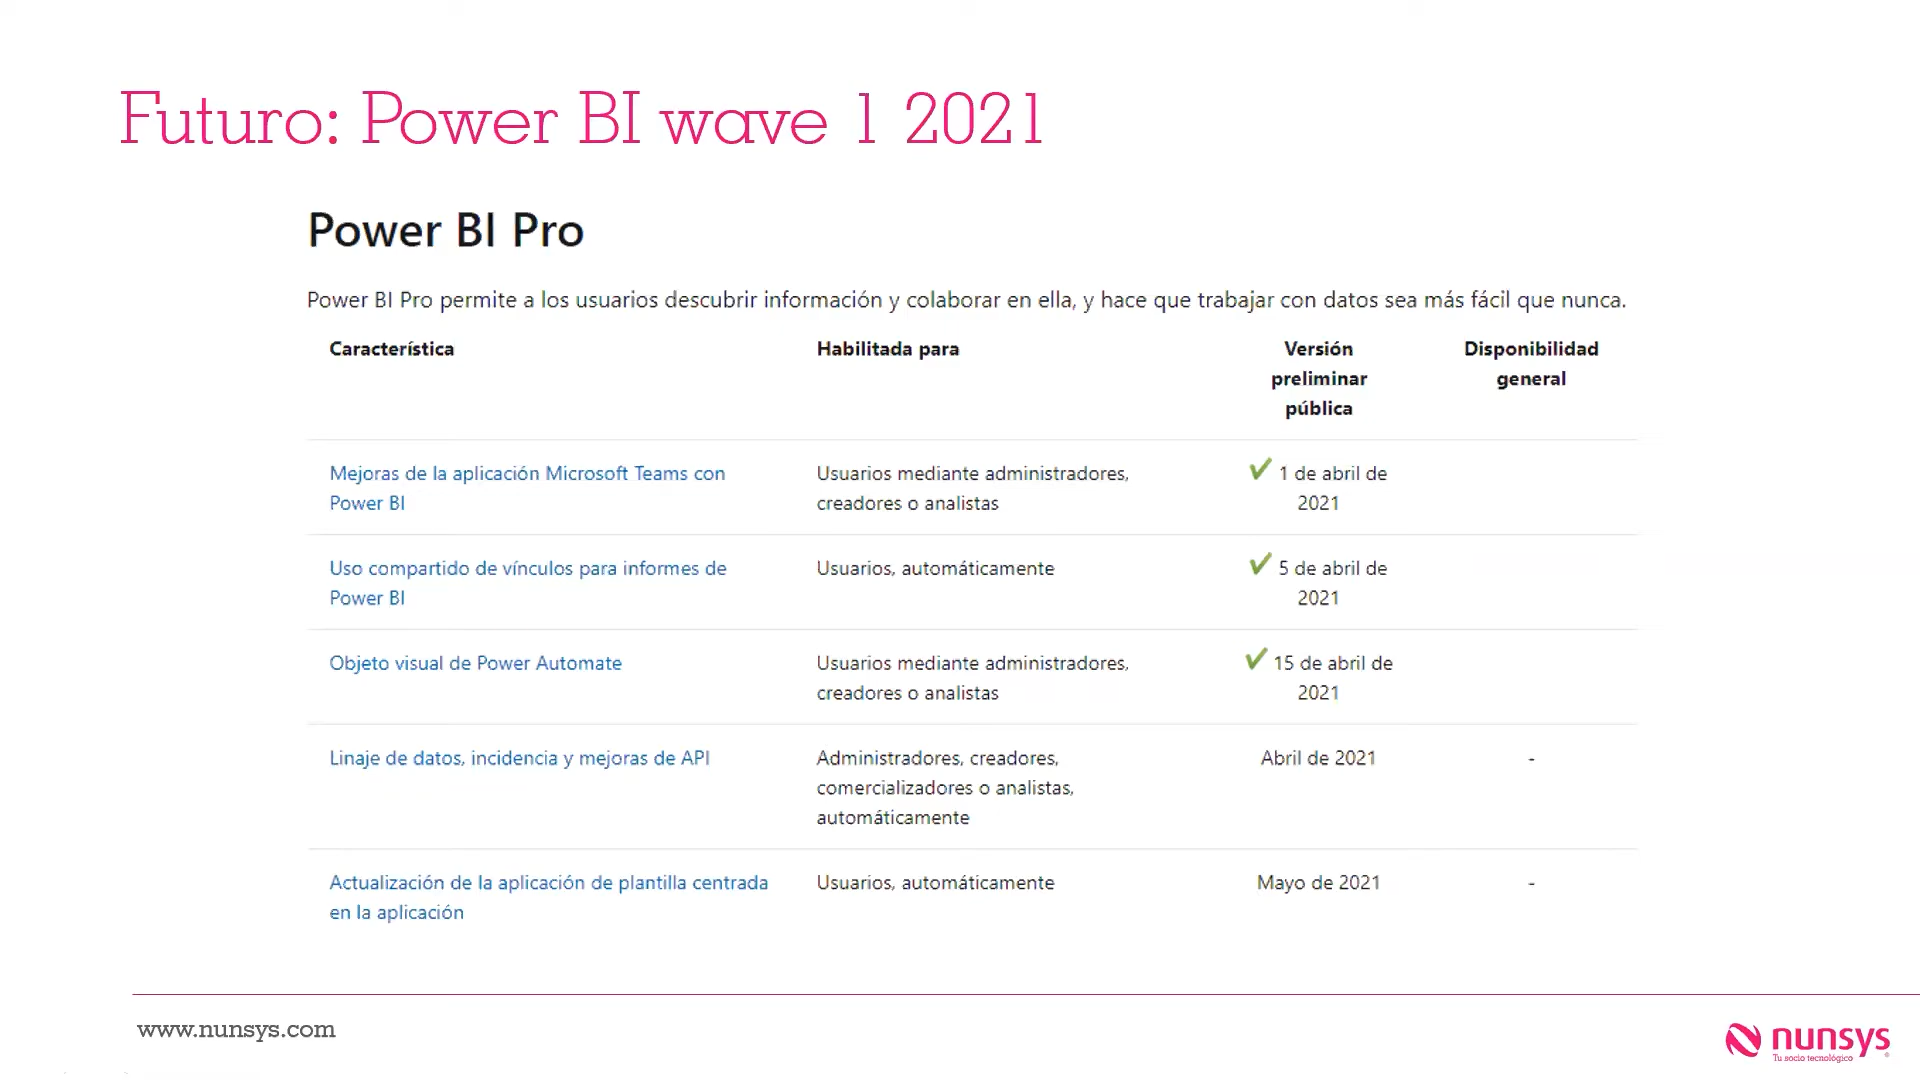 Futuro: Power BI wave 1 2021
Power BI Pro
Power BI Pro permite a los usuarios descubrir información y colaborar en ella, y hace que trabajar con datos sea más fácil que nunca.
Característica
Habilitada para
Versión
preliminar
pública
Disponibilidad
general
Mejoras de la aplicación Microsoft Teams con
Power BI
Usuarios mediante administradores,
creadores o analistas
✔ 1 de abril de
2021
Uso compartido de vínculos para informes de
Power BI
Usuarios, automáticamente
✔ 5 de abril de
2021
Objeto visual de Power Automate
Usuarios mediante administradores,
creadores o analistas
✔ 15 de abril de
2021
Linaje de datos, incidencia y mejoras de API
Administradores, creadores,
comercializadores o analistas,
automáticamente
Abril de 2021
-
Actualización de la aplicación de plantilla centrada
en la aplicación
Usuarios, automáticamente
Mayo de 2021
-
www.nunsys.com
nunsys
Tu socio tecnológico